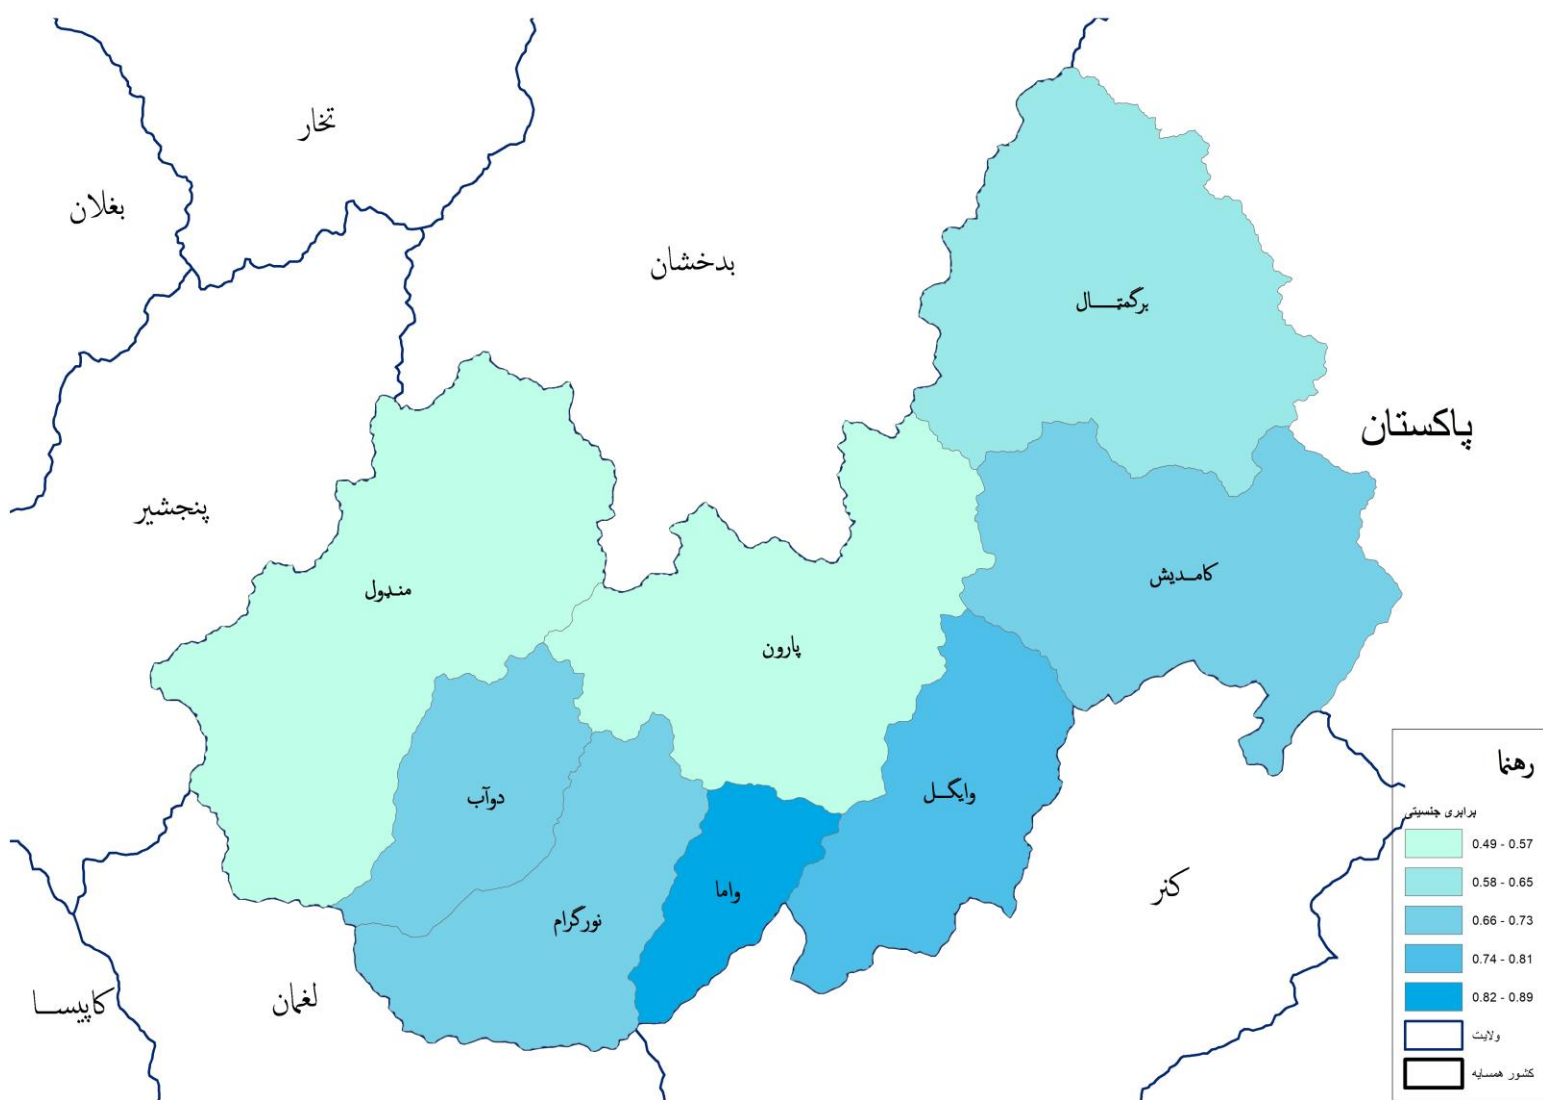 تخار
بغلان
بدخشان
برگمتـــال
پاکستان
پنجشیر
کامـدیش
منډول
پارون
دوآب
وایگـــل
واما
نورگرام
کنر
لغمان
کاپیســا
رهنما
برابری جنسیتی
0.49 - 0.57
0.58 - 0.65
0.66 - 0.73
0.74 - 0.81
0.82 - 0.89
ولایت
کشور همسایه